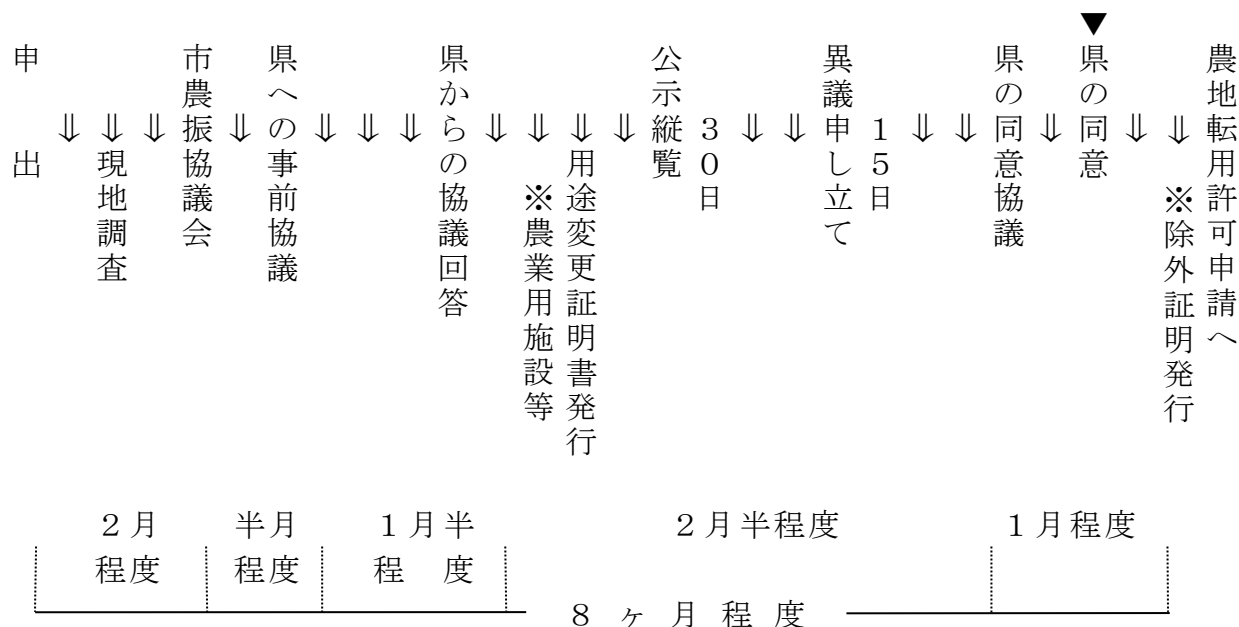 申出
⇓
⇓
現地調査
⇓
市農振協議会
⇓
県への事前協議
⇓
⇓
⇓
県からの協議回答
⇓
⇓
※農業用施設等
⇓
用途変更証明書発行
⇓
公示縦覧
３０日
⇓
⇓
異議申し立て
１５日
⇓
⇓
県の同意協議
⇓
▼
県の同意
⇓
⇓
※除外証明発行
農地転用許可申請へ
２月
程度
半月
程度
１月半
程度
２月半程度
１月程度
８ヶ月程度